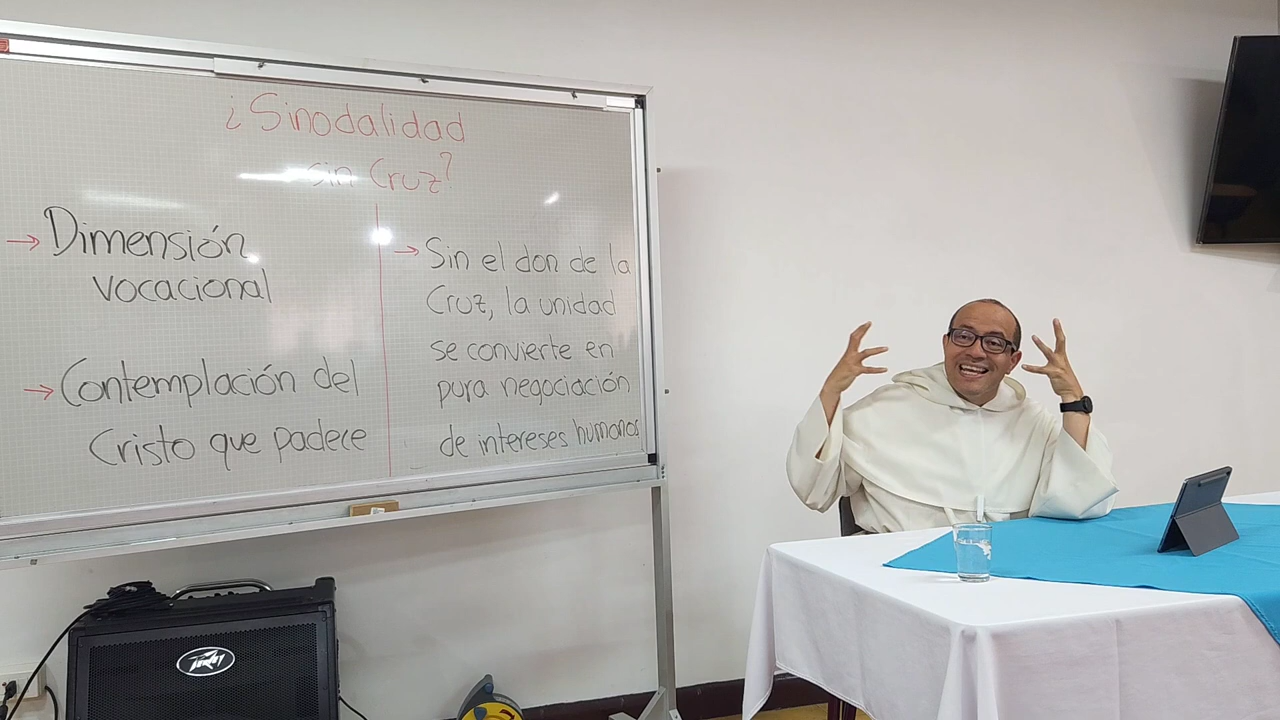 ¿Sinodalidad
sin Cruz?
→ Dimensión
vocacional
→ Contemplación del
Cristo que padece
→ Sin el don de la
Cruz, la unidad
se convierte en
pura negociación
de intereses humanos
PEAVEY